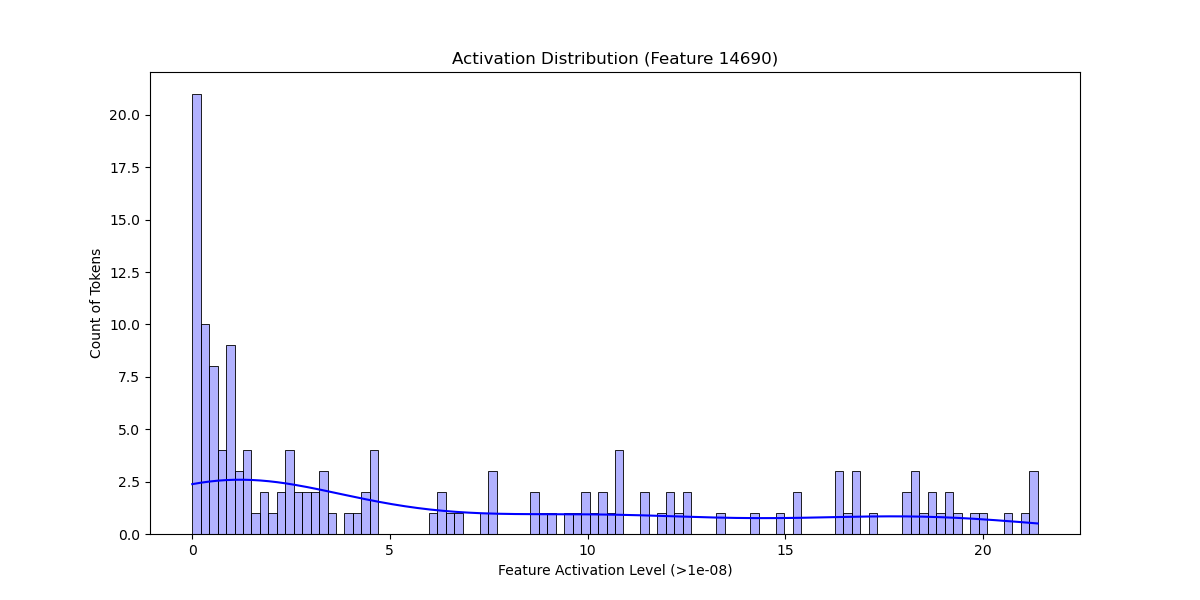 Activation Distribution (Feature 14690)
Count of Tokens
20.0
17.5
15.0
12.5
10.0
7.5
5.0
2.5
0.0
0 5 10 15 20
Feature Activation Level (>1e-08)